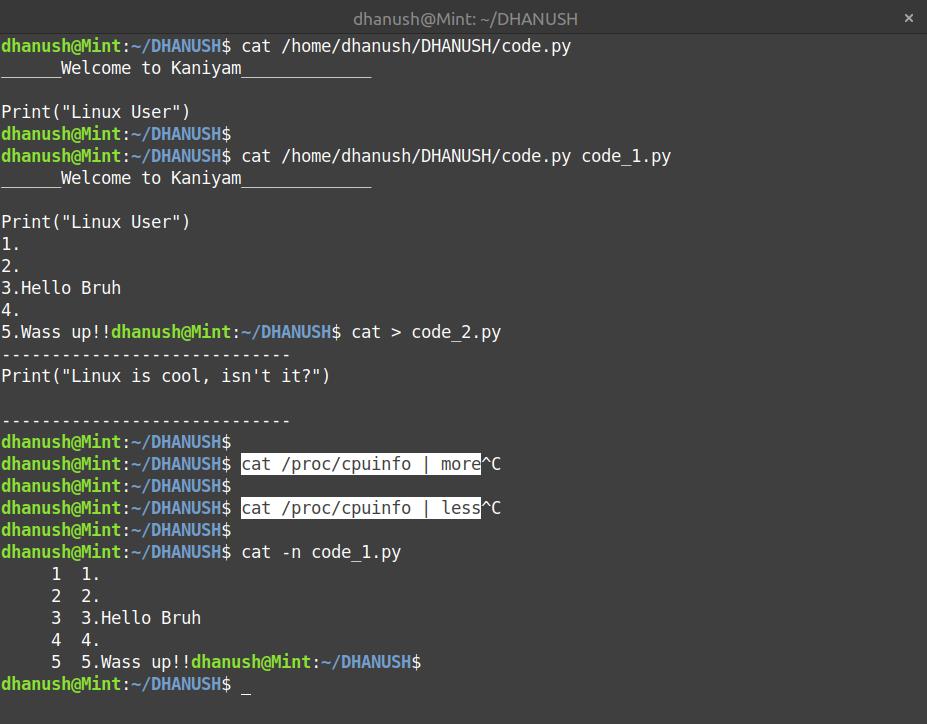 dhanush@Mint: ~/DHANUSH ×
dhanush@Mint:~/DHANUSH$ cat /home/dhanush/DHANUSH/code.py
______Welcome to Kaniyam_____________
Print("Linux User")
dhanush@Mint:~/DHANUSH$
dhanush@Mint:~/DHANUSH$ cat /home/dhanush/DHANUSH/code.py code_1.py
______Welcome to Kaniyam_____________
Print("Linux User")
1.
2.
3.Hello Bruh
4.
5.Wass up!!dhanush@Mint:~/DHANUSH$ cat > code_2.py
-----------------------------
Print("Linux is cool, isn't it?")
-----------------------------
dhanush@Mint:~/DHANUSH$
dhanush@Mint:~/DHANUSH$ cat /proc/cpuinfo | more^C
dhanush@Mint:~/DHANUSH$
dhanush@Mint:~/DHANUSH$ cat /proc/cpuinfo | less^C
dhanush@Mint:~/DHANUSH$
dhanush@Mint:~/DHANUSH$ cat -n code_1.py
     1  1.
     2  2.
     3  3.Hello Bruh
     4  4.
     5  5.Wass up!!dhanush@Mint:~/DHANUSH$
dhanush@Mint:~/DHANUSH$ _